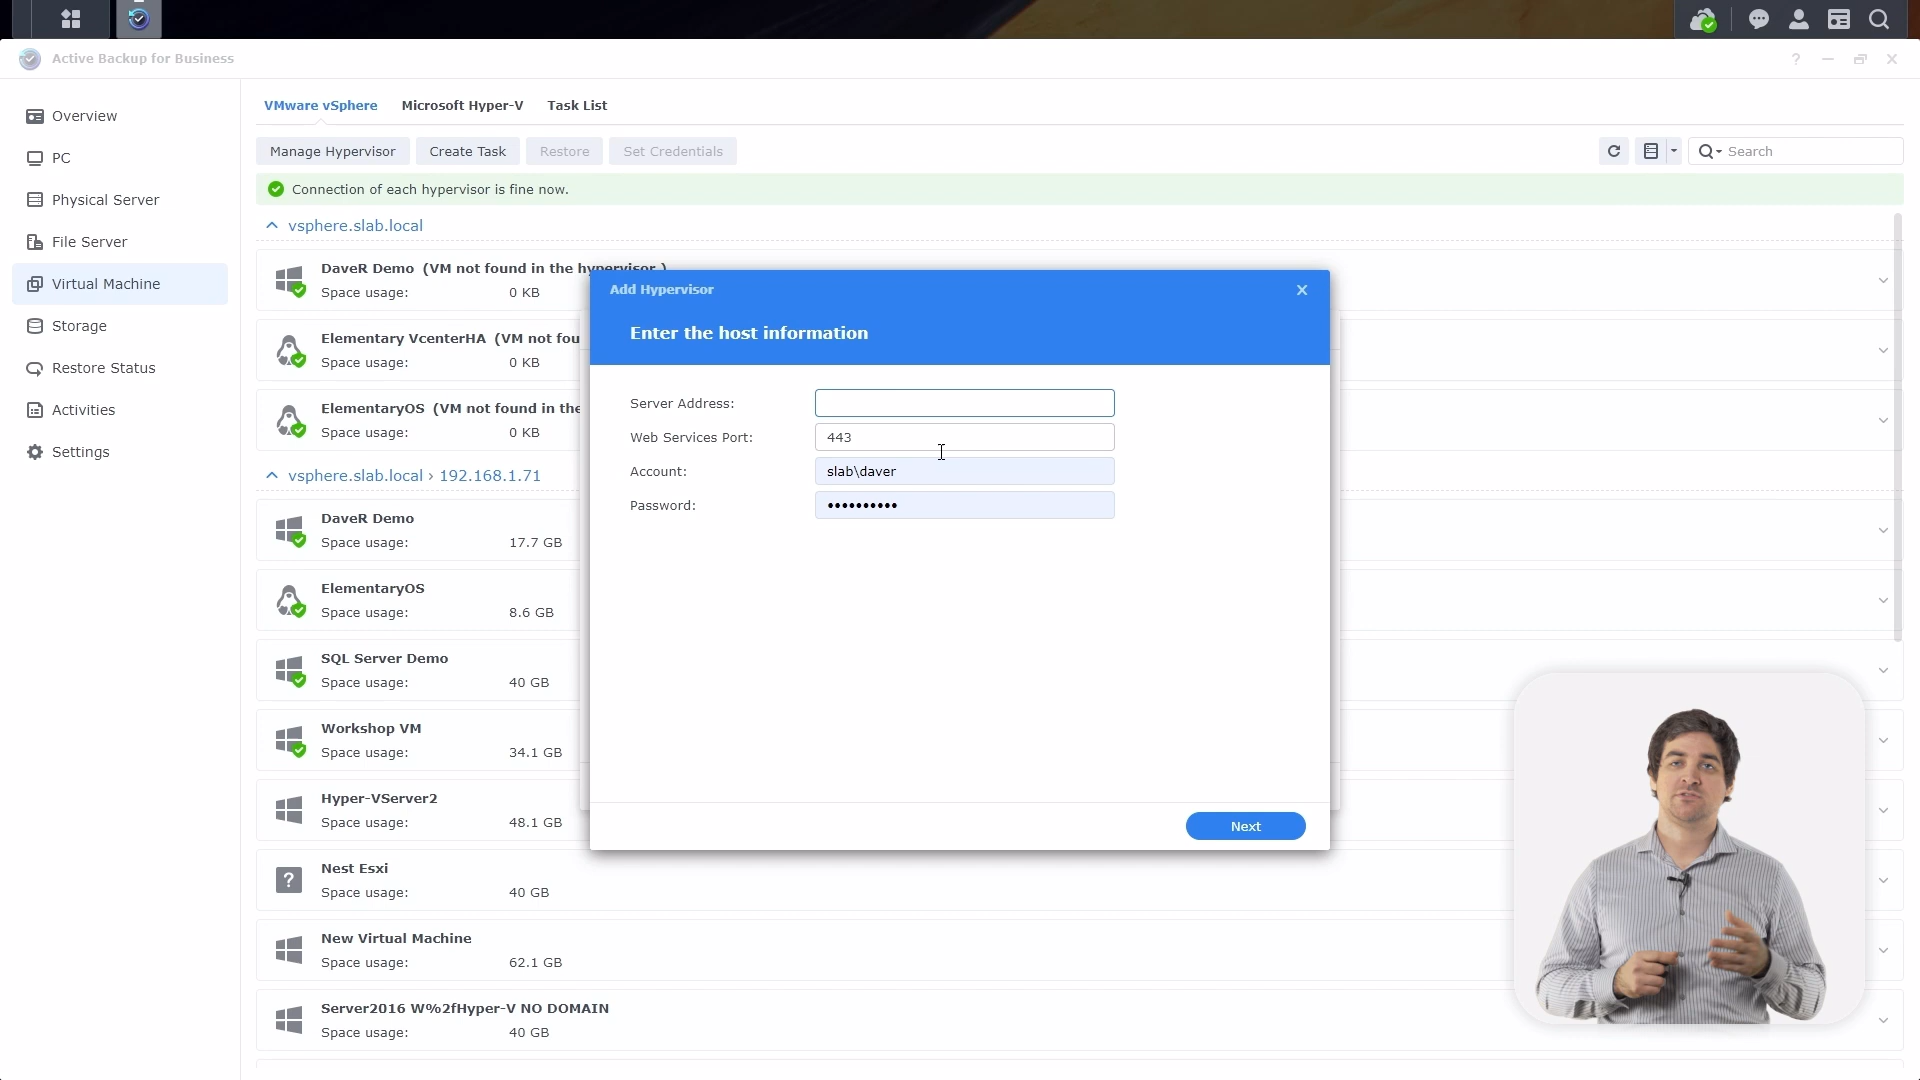 Active Backup for Business
?
Overview
PC
Physical Server
File Server
Virtual Machine
Storage
Restore Status
Activities
Settings
VMware vSphere Microsoft Hyper-V Task List
Manage Hypervisor Create Task Restore Set Credentials Search
Connection of each hypervisor is fine now.
vsphere.slab.local
DaveR Demo (VM not found in the hypervisor )
Space usage: 0 KB
Elementary VcenterHA (VM not fou
Space usage: 0 KB
ElementaryOS (VM not found in the
Space usage: 0 KB
vsphere.slab.local › 192.168.1.71
DaveR Demo
Space usage: 17.7 GB
ElementaryOS
Space usage: 8.6 GB
SQL Server Demo
Space usage: 40 GB
Workshop VM
Space usage: 34.1 GB
Hyper-VServer2
Space usage: 48.1 GB
?
Nest Esxi
Space usage: 40 GB
New Virtual Machine
Space usage: 62.1 GB
Server2016 W%2fHyper-V NO DOMAIN
Space usage: 40 GB
Add Hypervisor
Enter the host information
Server Address:
Web Services Port: 443
Account: slab\daver
Password: ••••••••••
Next